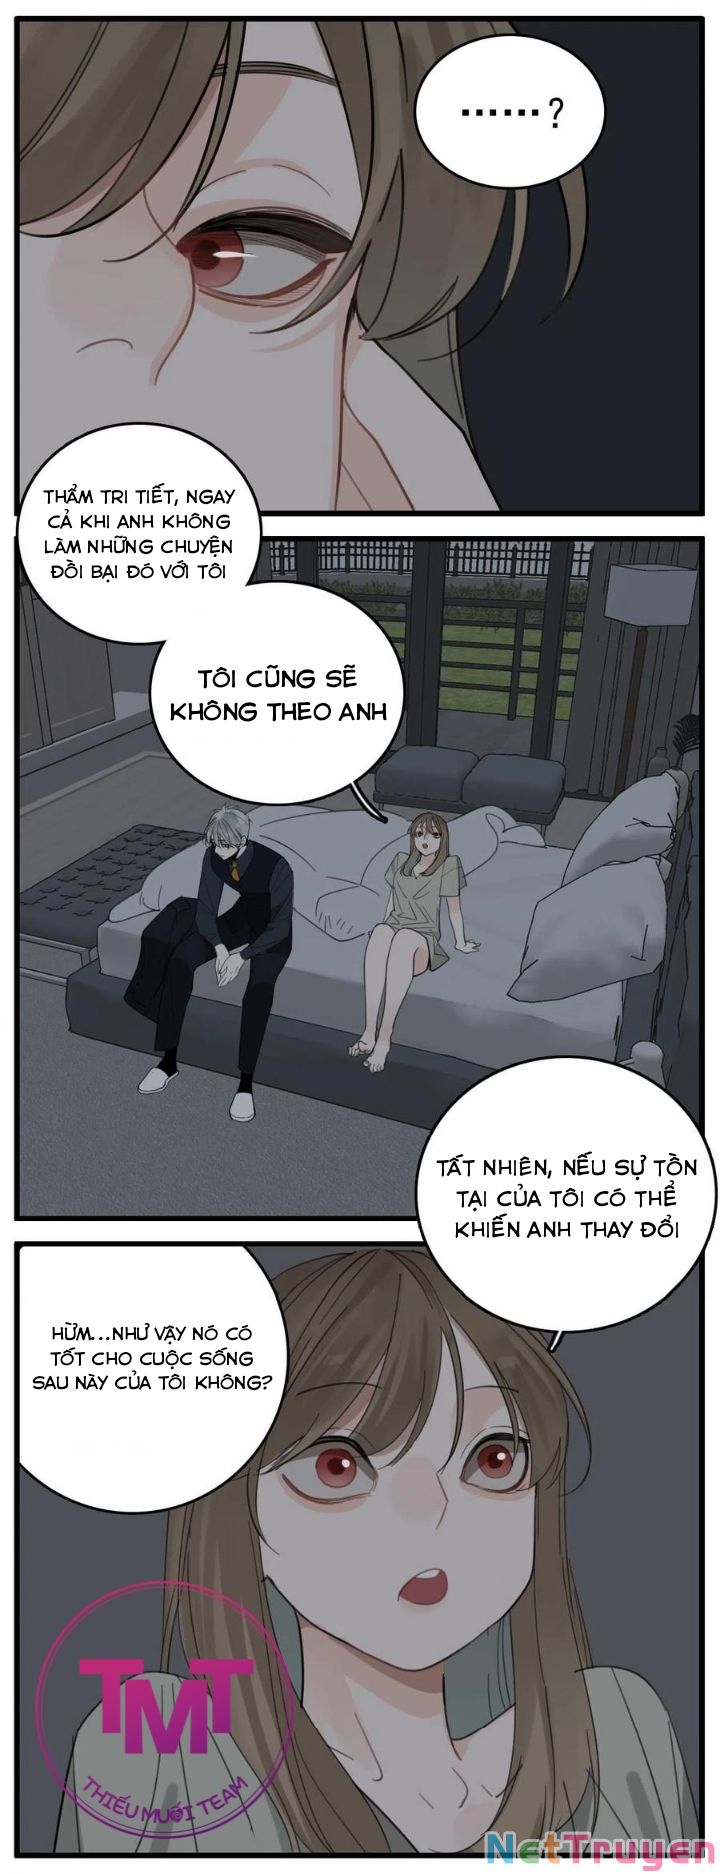 ......?
THẨM TRI TIẾT, NGAY
CẢ KHI ANH KHÔNG
LÀM NHỮNG CHUYỆN
ĐỒI BẠI ĐÓ VỚI TÔI
TÔI CŨNG SẼ
KHÔNG THEO ANH
TẤT NHIÊN, NẾU SỰ TỒN
TẠI CỦA TÔI CÓ THỂ
KHIẾN ANH THAY ĐỔI
HỪM...NHƯ VẬY NÓ CÓ
TỐT CHO CUỘC SỐNG
SAU NÀY CỦA TÔI KHÔNG?
TMT
THIẾU MUỐI TEAM
NetTruyen